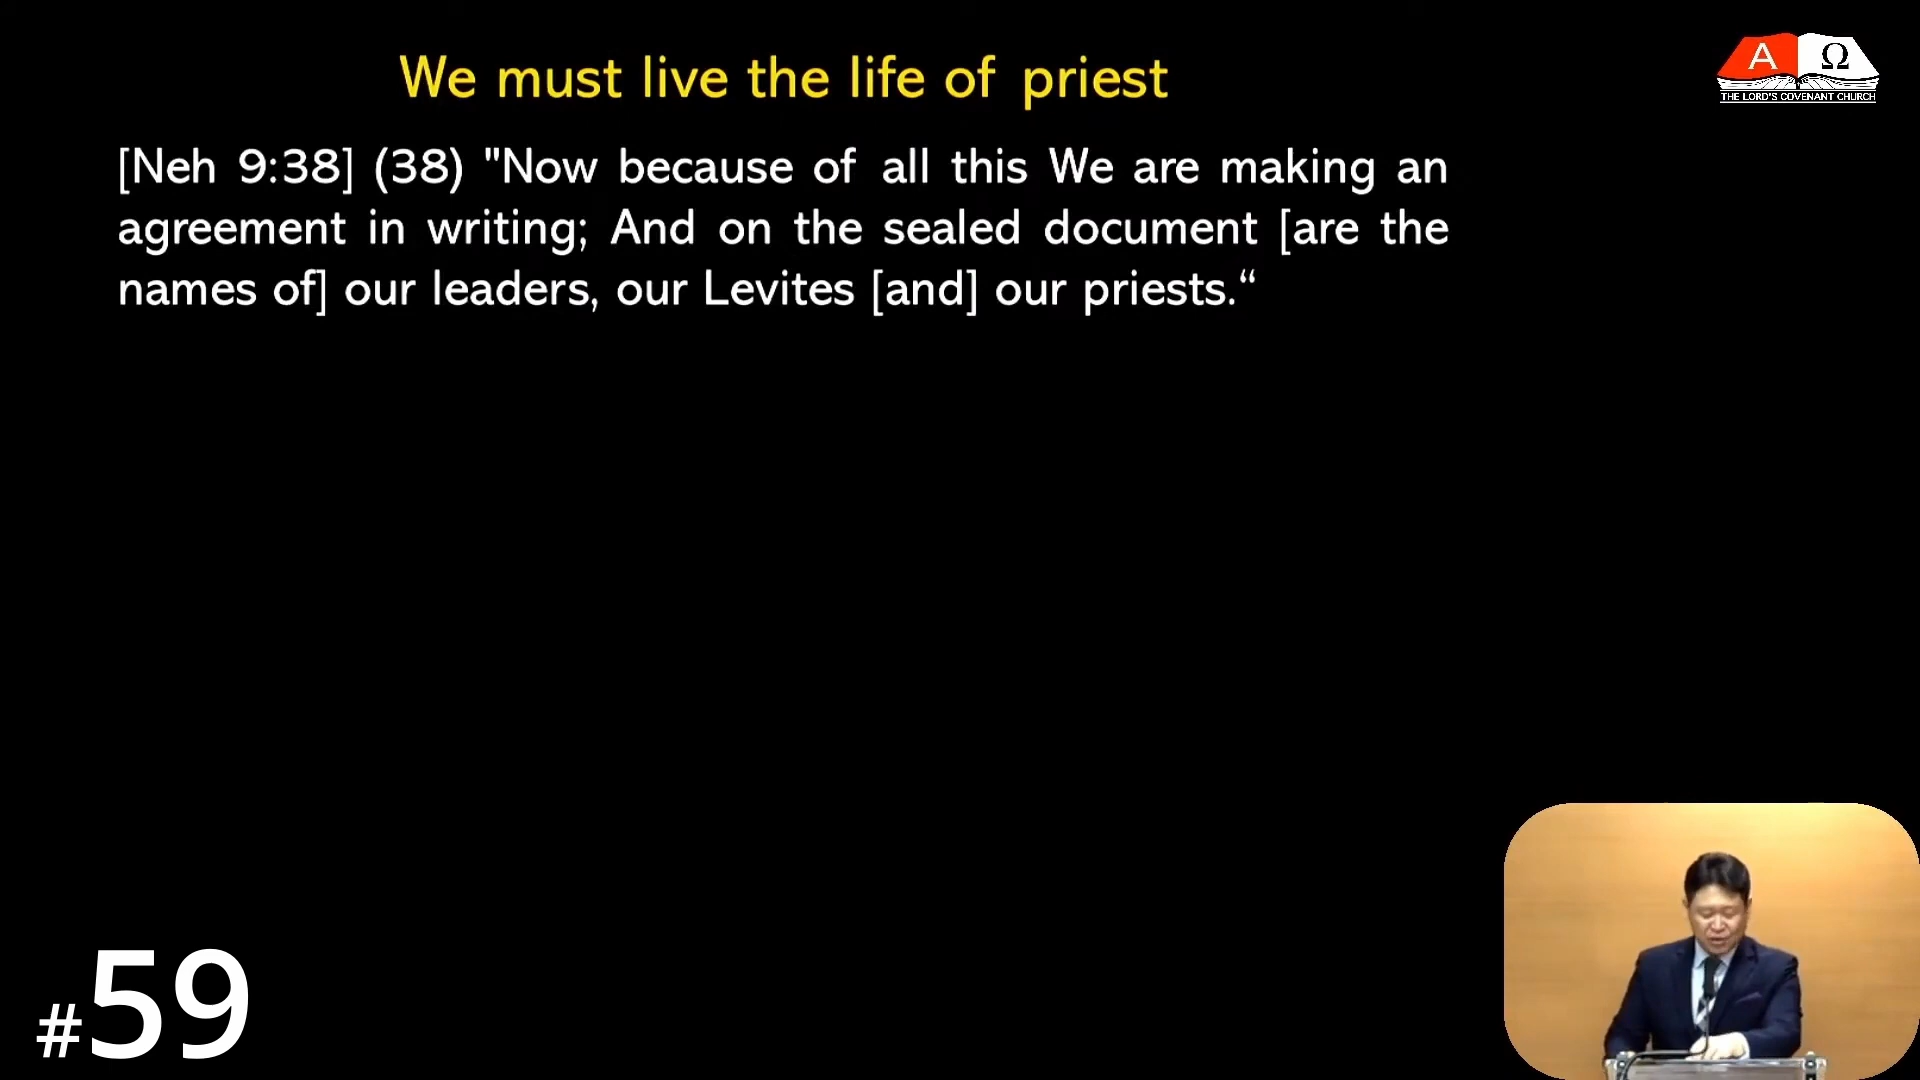 We must live the life of priest
A Ω
THE LORD'S COVENANT CHURCH
[Neh 9:38] (38) "Now because of all this We are making an
agreement in writing; And on the sealed document [are the
names of] our leaders, our Levites [and] our priests.“
#59